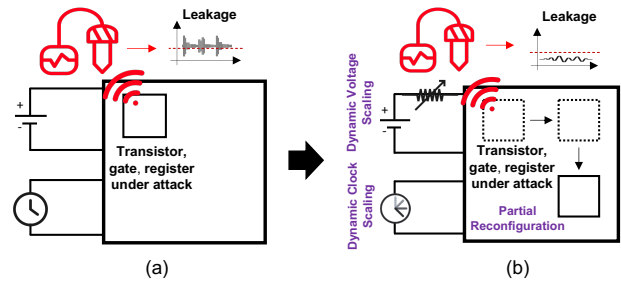 Leakage
+
-
Transistor,
gate, register
under attack
(a)
Leakage
Dynamic Voltage
Scaling
+
-
Transistor,
gate, register
under attack
Dynamic Clock
Scaling
Partial
Reconfiguration
(b)